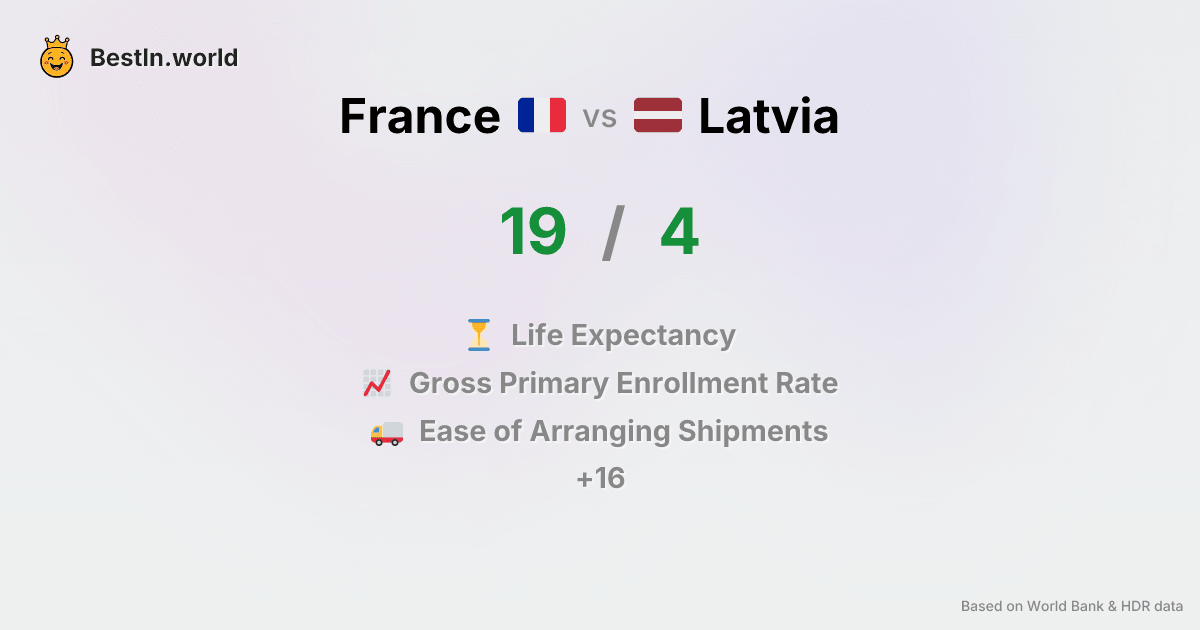 BestIn.world
France vs Latvia
19 / 4
Life Expectancy
Gross Primary Enrollment Rate
Ease of Arranging Shipments
+16
Based on World Bank & HDR data